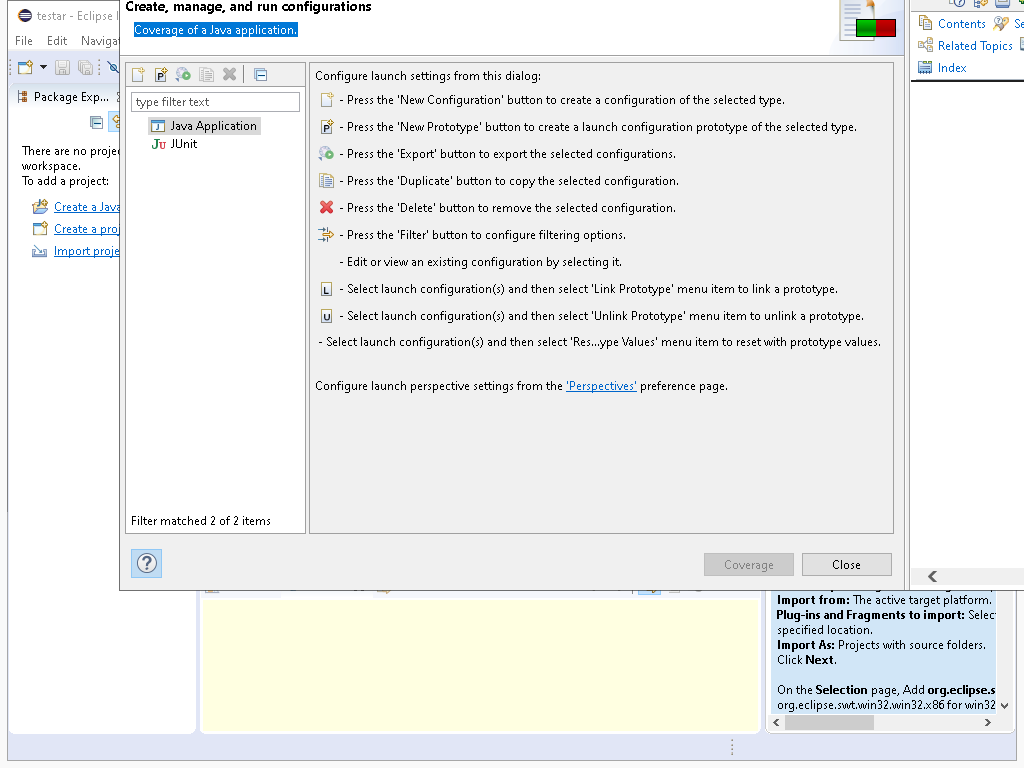 testar - Eclipse I
File Edit Navigat
Package Exp...
There are no projec
workspace.
To add a project:
Create a Java
Create a proj
Import proje
Create, manage, and run configurations
Coverage of a Java application.
type filter text
Java Application
JUnit
Filter matched 2 of 2 items
Configure launch settings from this dialog:
- Press the 'New Configuration' button to create a configuration of the selected type.
- Press the 'New Prototype' button to create a launch configuration prototype of the selected type.
- Press the 'Export' button to export the selected configurations.
- Press the 'Duplicate' button to copy the selected configuration.
- Press the 'Delete' button to remove the selected configuration.
- Press the 'Filter' button to configure filtering options.
- Edit or view an existing configuration by selecting it.
- Select launch configuration(s) and then select 'Link Prototype' menu item to link a prototype.
- Select launch configuration(s) and then select 'Unlink Prototype' menu item to unlink a prototype.
- Select launch configuration(s) and then select 'Res...ype Values' menu item to reset with prototype values.
Configure launch perspective settings from the 'Perspectives' preference page.
Coverage Close
Contents Se
Related Topics
Index
Import from: The active target platform.
Plug-ins and Fragments to import: Select
specified location.
Import As: Projects with source folders.
Click Next.
On the Selection page, Add org.eclipse.s
org.eclipse.swt.win32.win32.x86 for win32